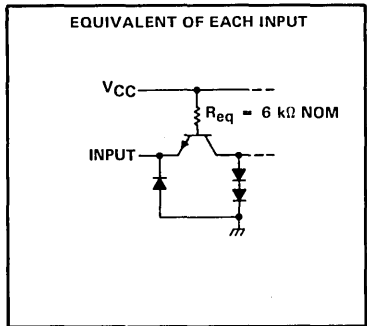 EQUIVALENT OF EACH INPUT
VCC
Req = 6 kΩ NOM
INPUT